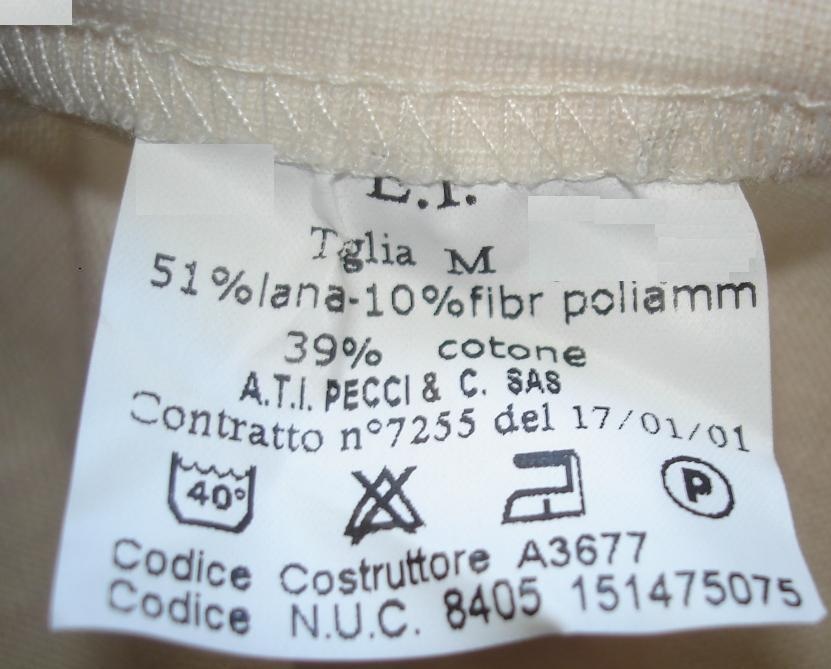 E.I.
Tglia M
51%lana-10%fibr poliamm
39% cotone
A.T.I. PECCI & C. SAS
Contratto n°7255 del 17/01/01
40° P
Codice Costruttore A3677
Codice N.U.C. 8405 151475075